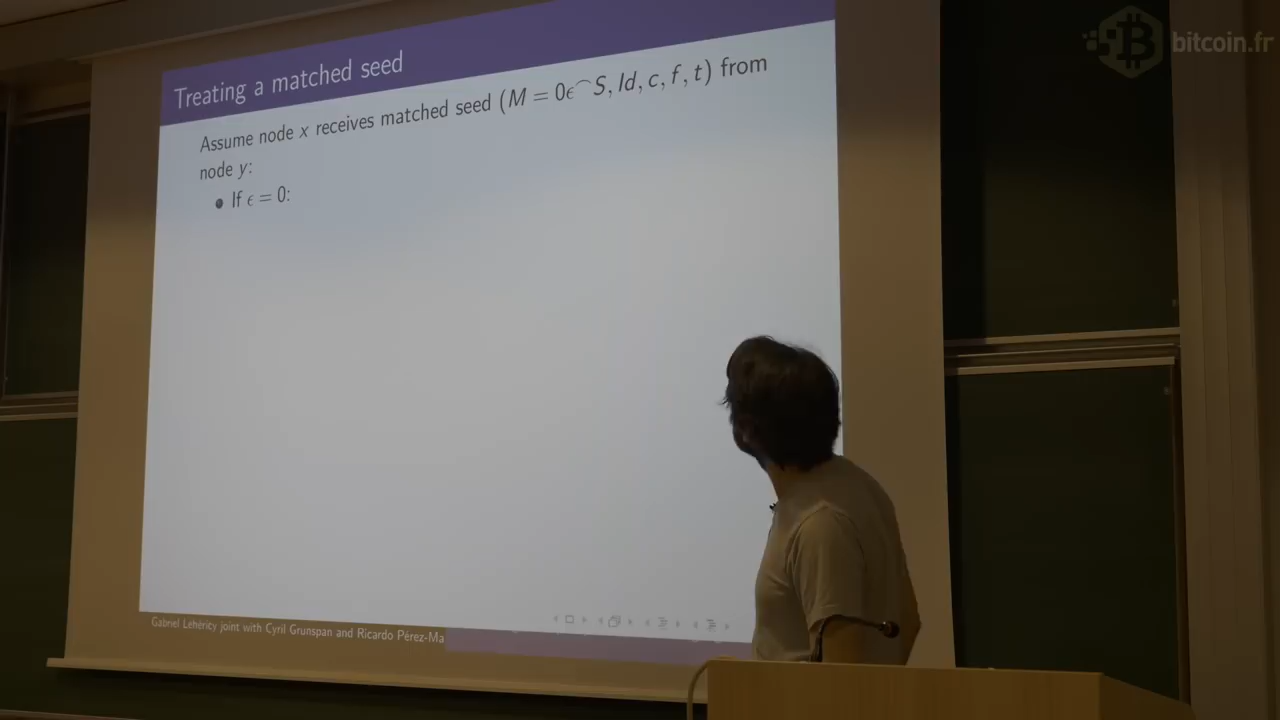 bitcoin.fr
Treating a matched seed
Assume node x receives matched seed (M = 0ϵ⌢S, Id, c, f, t) from
node y:
If ϵ = 0:
Gabriel Lehéricy joint with Cyril Grunspan and Ricardo Pérez-Ma